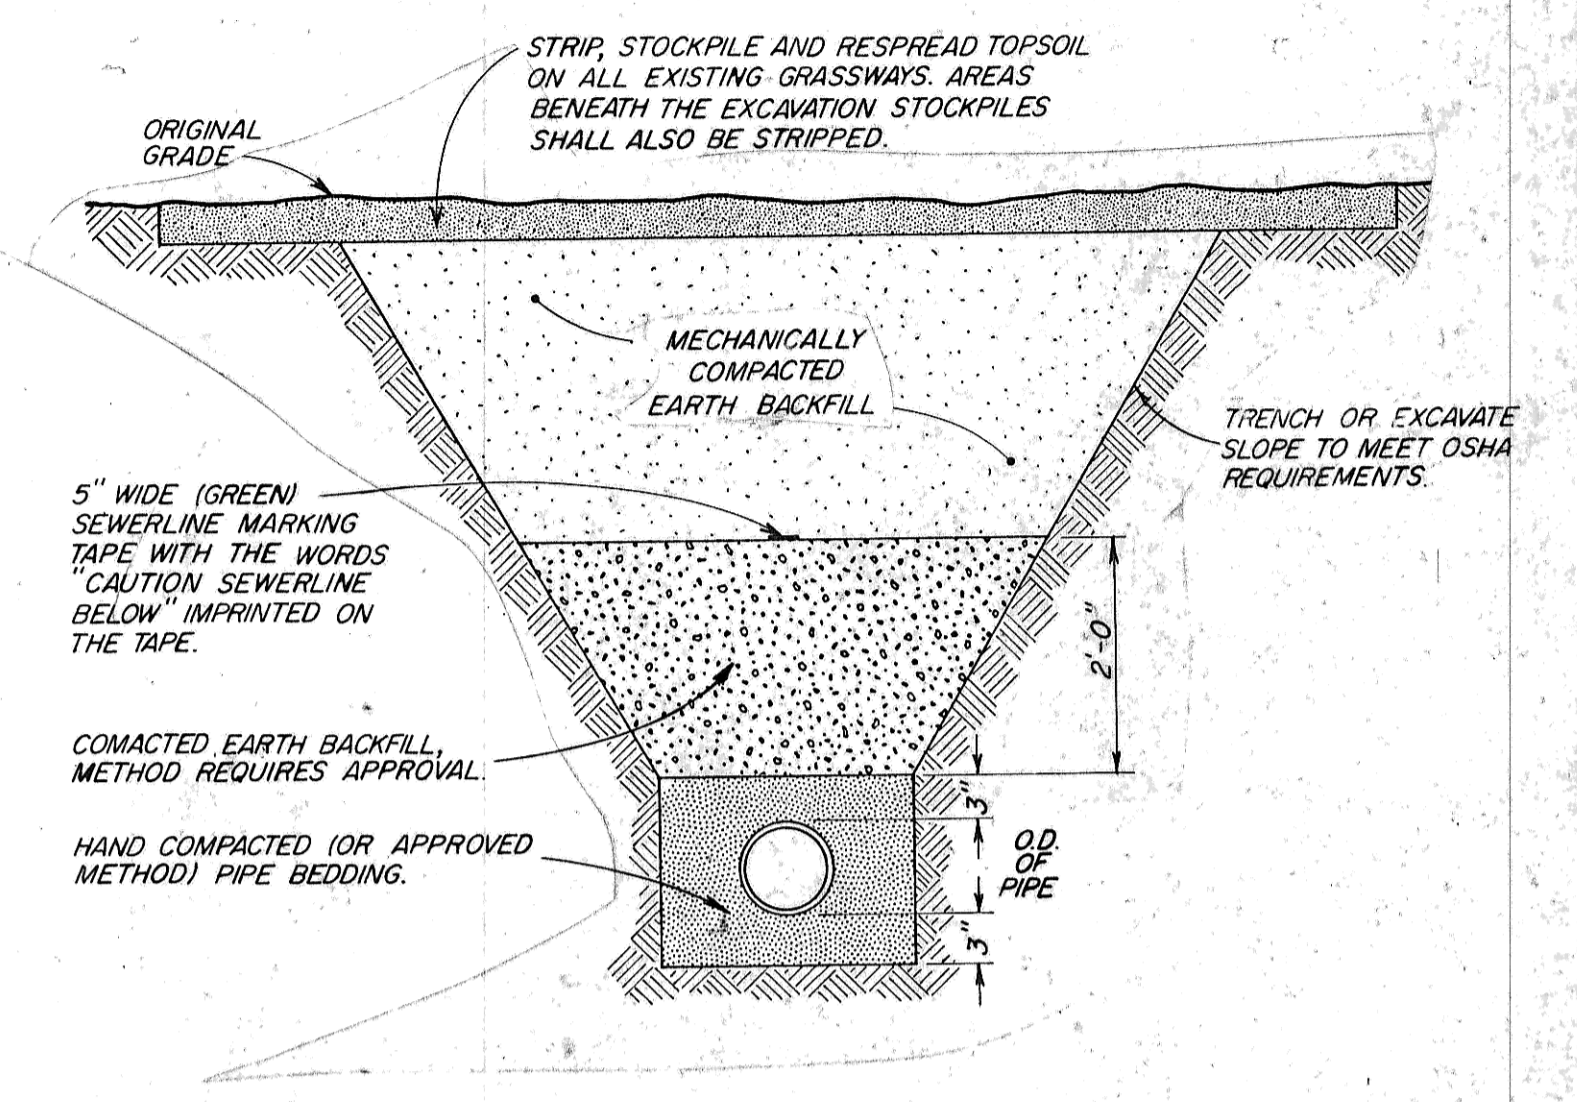 STRIP, STOCKPILE AND RESPREAD TOPSOIL
ON ALL EXISTING GRASSWAYS. AREAS
BENEATH THE EXCAVATION STOCKPILES
SHALL ALSO BE STRIPPED.
ORIGINAL
GRADE
MECHANICALLY
COMPACTED
EARTH BACKFILL
TRENCH OR EXCAVATE
SLOPE TO MEET OSHA
REQUIREMENTS.
5" WIDE (GREEN)
SEWERLINE MARKING
TAPE WITH THE WORDS
"CAUTION SEWERLINE
BELOW" IMPRINTED ON
THE TAPE.
2'-0"
COMACTED EARTH BACKFILL,
METHOD REQUIRES APPROVAL.
3"
HAND COMPACTED (OR APPROVED
METHOD) PIPE BEDDING.
O.D.
OF
PIPE
3"